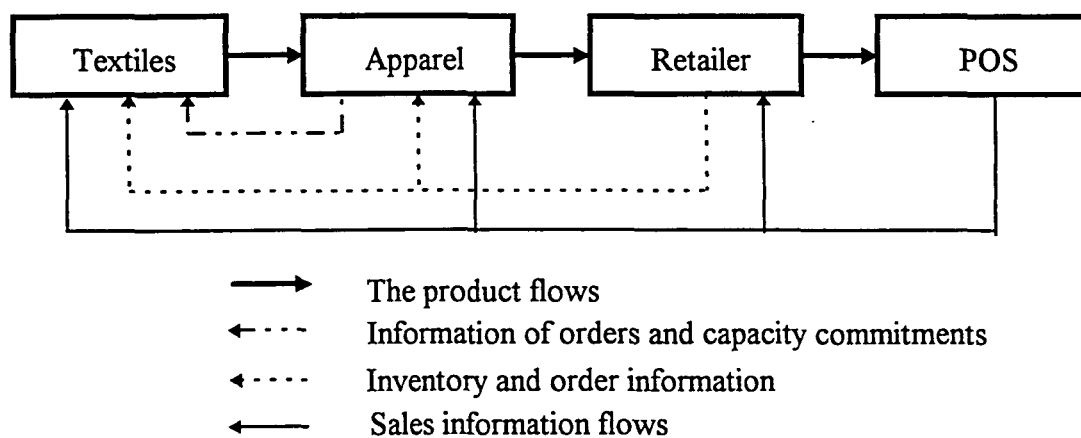 Textiles
Apparel
Retailer
POS
The product flows
Information of orders and capacity commitments
Inventory and order information
Sales information flows